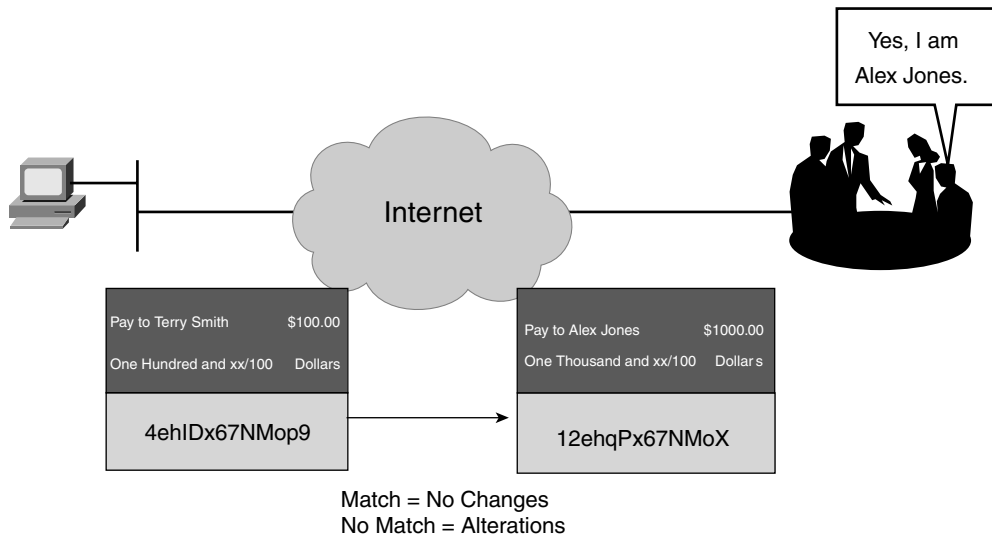 Yes, I am
Alex Jones.
Internet
Pay to Terry Smith $100.00
One Hundred and xx/100 Dollars
4ehIDx67NMop9
Pay to Alex Jones $1000.00
One Thousand and xx/100 Dollars
12ehqPx67NMoX
Match = No Changes
No Match = Alterations